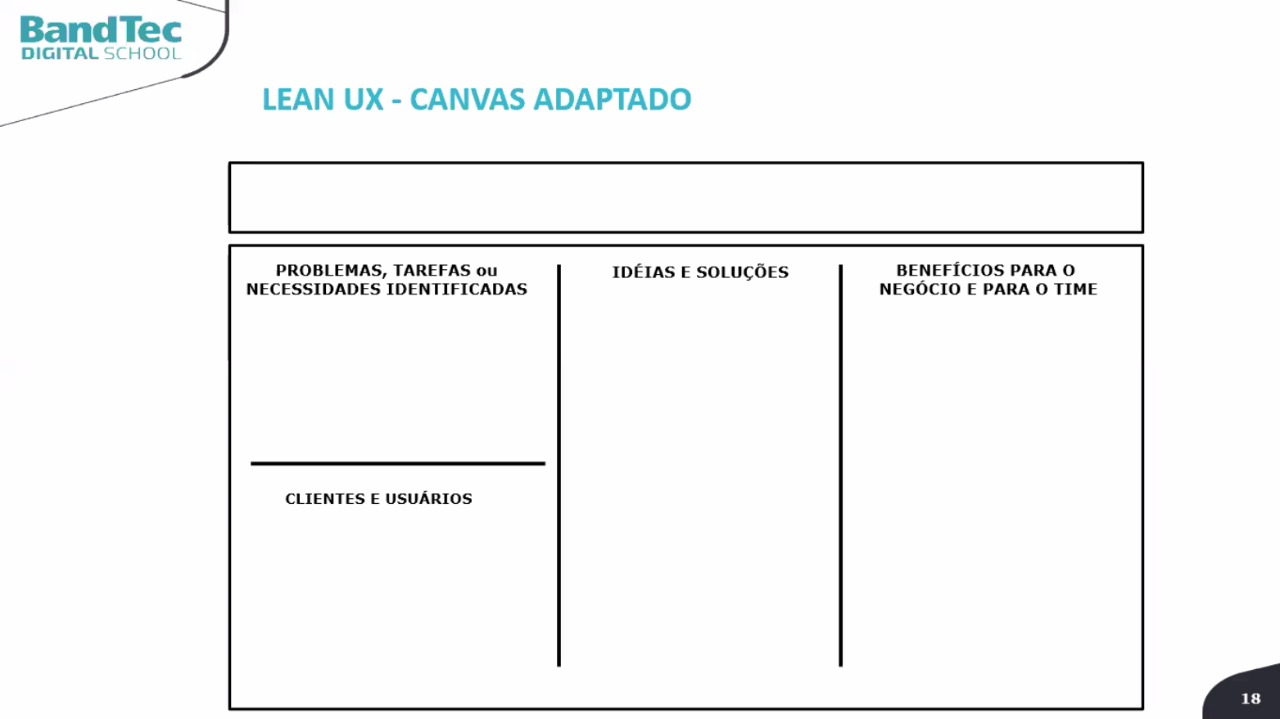 BandTec
DIGITAL SCHOOL
LEAN UX - CANVAS ADAPTADO
PROBLEMAS, TAREFAS ou
NECESSIDADES IDENTIFICADAS
CLIENTES E USUÁRIOS
IDÉIAS E SOLUÇÕES
BENEFÍCIOS PARA O
NEGÓCIO E PARA O TIME
18